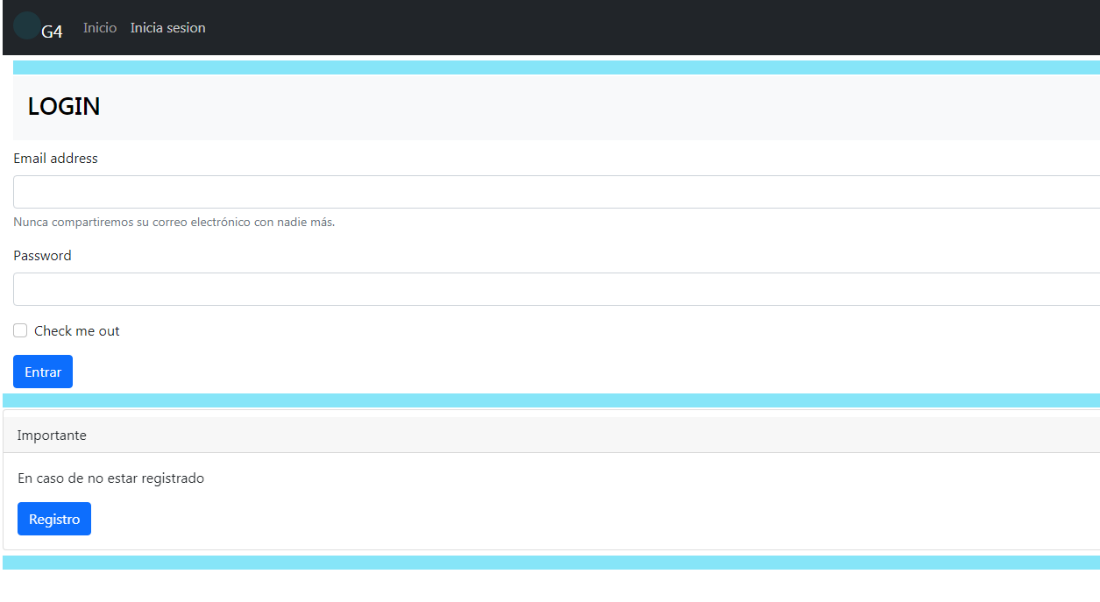 G4 Inicio Inicia sesion
LOGIN
Email address
Nunca compartiremos su correo electrónico con nadie más.
Password
Check me out
Entrar
Importante
En caso de no estar registrado
Registro